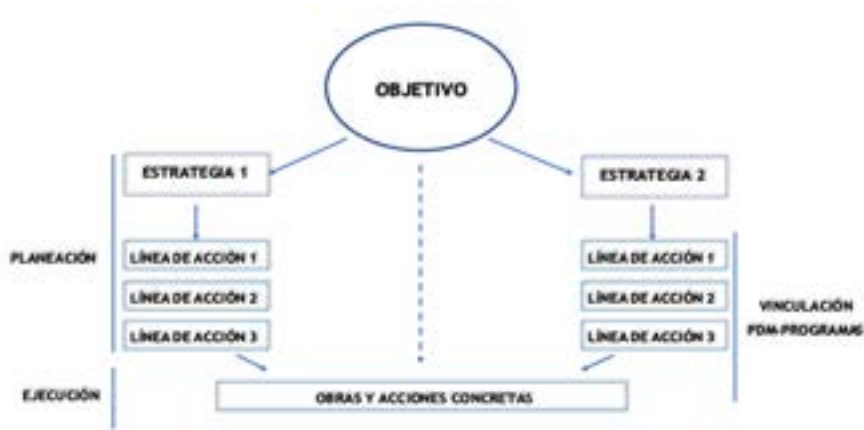 OBJETIVO
ESTRATEGIA 1
ESTRATEGIA 2
PLANEACIÓN
LÍNEA DE ACCIÓN 1
LÍNEA DE ACCIÓN 2
LÍNEA DE ACCIÓN 3
LÍNEA DE ACCIÓN 1
LÍNEA DE ACCIÓN 2
LÍNEA DE ACCIÓN 3
VINCULACIÓN
PDM-PROGRAMAS
EJECUCIÓN
OBRAS Y ACCIONES CONCRETAS